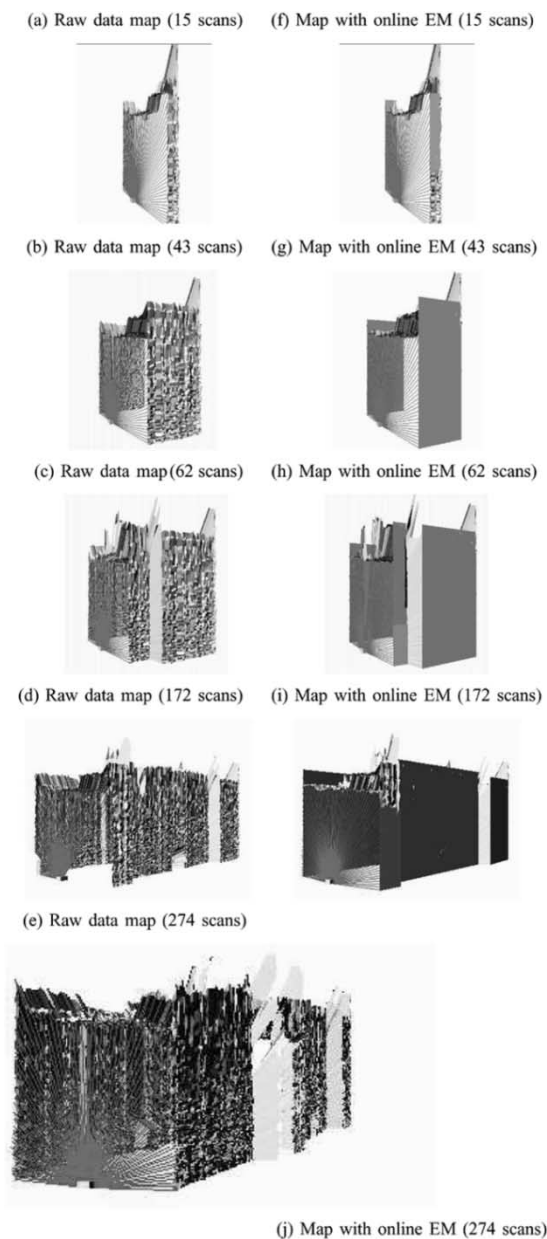 (a) Raw data map (15 scans) (f) Map with online EM (15 scans)
(b) Raw data map (43 scans) (g) Map with online EM (43 scans)
(c) Raw data map(62 scans) (h) Map with online EM (62 scans)
(d) Raw data map (172 scans) (i) Map with online EM (172 scans)
(e) Raw data map (274 scans)
(j) Map with online EM (274 scans)